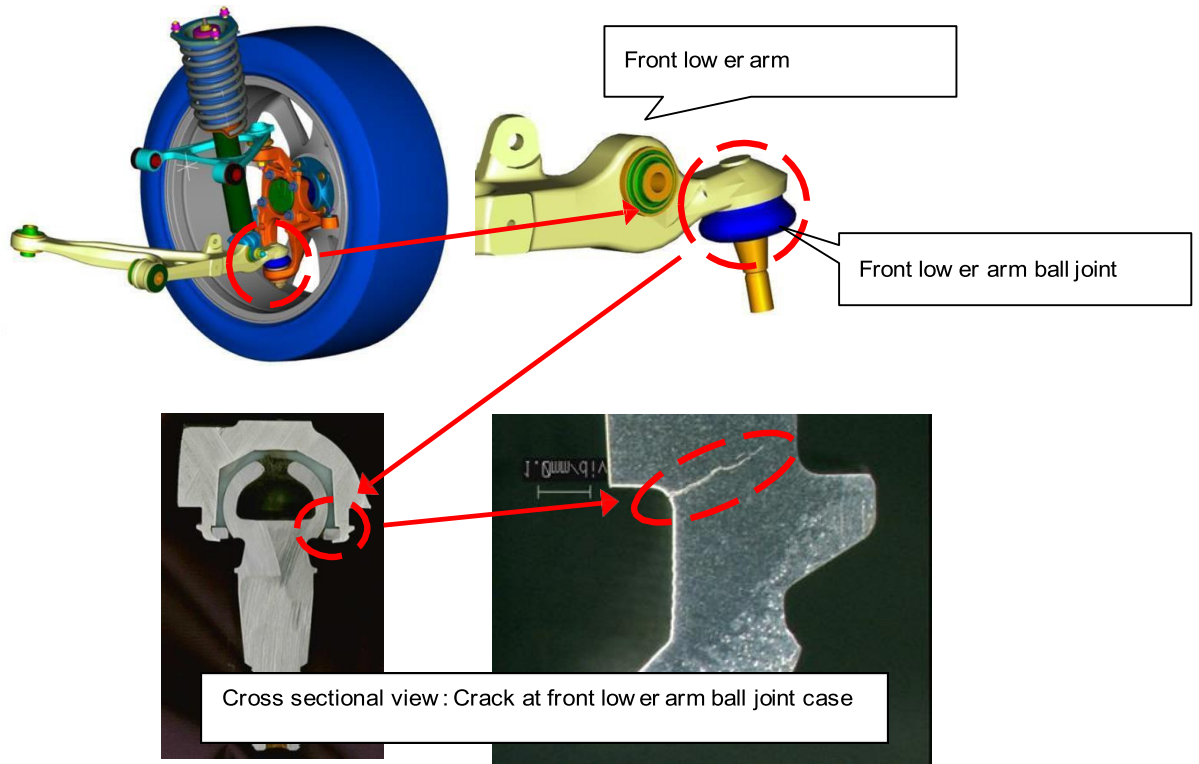 Front low er arm
Front low er arm ball joint
1.0mm/div
Cross sectional view : Crack at front low er arm ball joint case